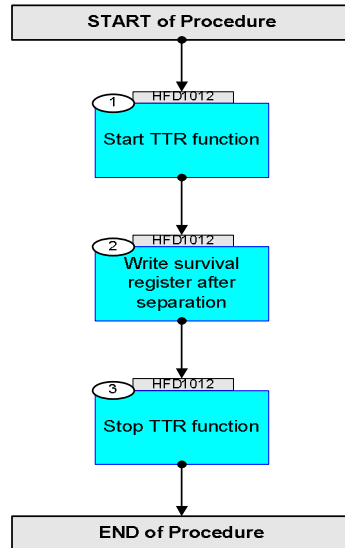 START of Procedure
HFD1012
1
Start TTR function
HFD1012
2
Write survival
register after
separation
HFD1012
3
Stop TTR function
END of Procedure